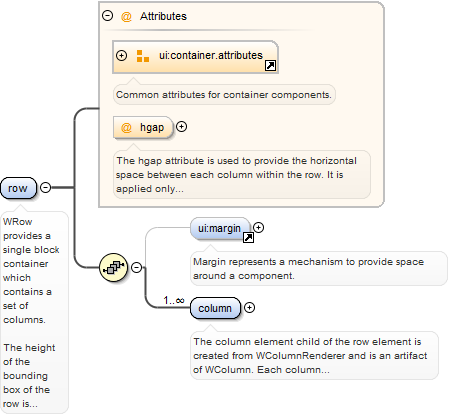 Attributes
ui:container.attributes
Common attributes for container components.
@ hgap
The hgap attribute is used to provide the horizontal
space between each column within the row. It is
applied only...
row
WRow
provides a
single block
container
which
contains a
set of
columns.
The height
of the
bounding
box of the
row is...
ui:margin
Margin represents a mechanism to provide space
around a component.
1..∞
column
The column element child of the row element is
created from WColumnRenderer and is an artifact
of WColumn. Each column...